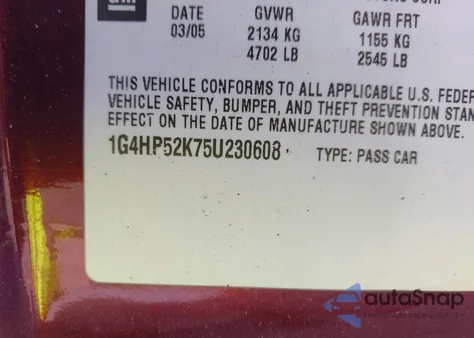 GM
DATE GVWR GAWR FRT
03/05 2134 KG 1155 KG
4702 LB 2545 LB
THIS VEHICLE CONFORMS TO ALL APPLICABLE U.S. FEDER
VEHICLE SAFETY, BUMPER, AND THEFT PREVENTION STAN
EFFECT ON THE DATE OF MANUFACTURE SHOWN ABOVE.
1G4HP52K75U230608 TYPE: PASS CAR
autoSnap